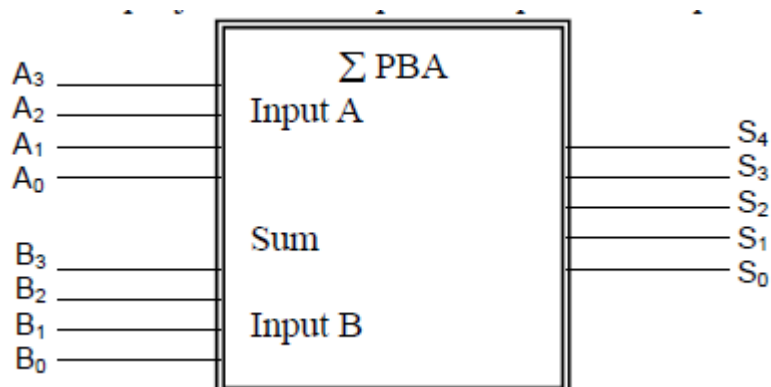 ∑ PBA
A₃
A₂
Input A
A₁
A₀
S₄
S₃
S₂
Sum
S₁
B₃
S₀
B₂
B₁
Input B
B₀